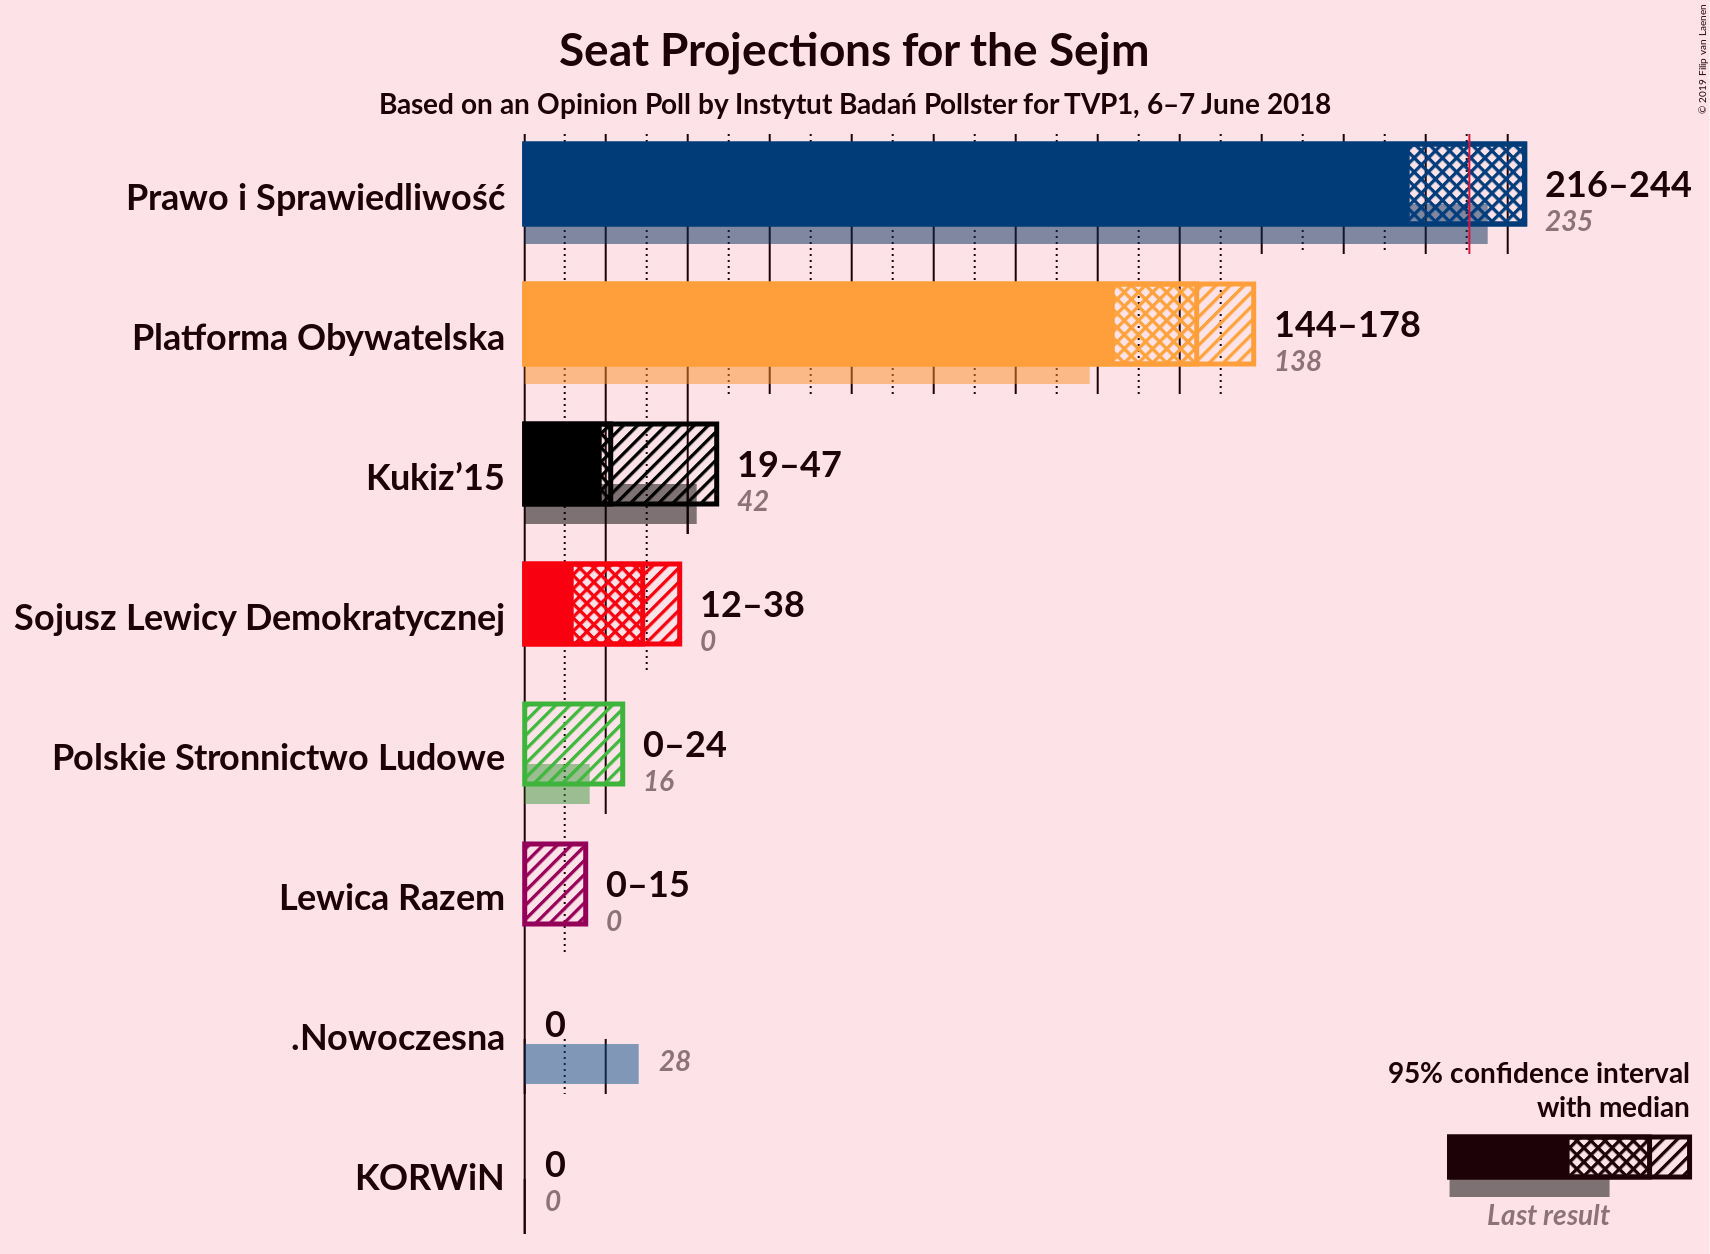 Seat Projections for the Sejm
Based on an Opinion Poll by Instytut Badań Pollster for TVP1, 6–7 June 2018
© 2019 Filip van Laenen
Prawo i Sprawiedliwość
216–244
235
Platforma Obywatelska
144–178
138
Kukiz’15
19–47
42
Sojusz Lewicy Demokratycznej
12–38
0
Polskie Stronnictwo Ludowe
0–24
16
Lewica Razem
0–15
0
.Nowoczesna
0
28
KORWiN
0
0
95% confidence interval
with median
Last result